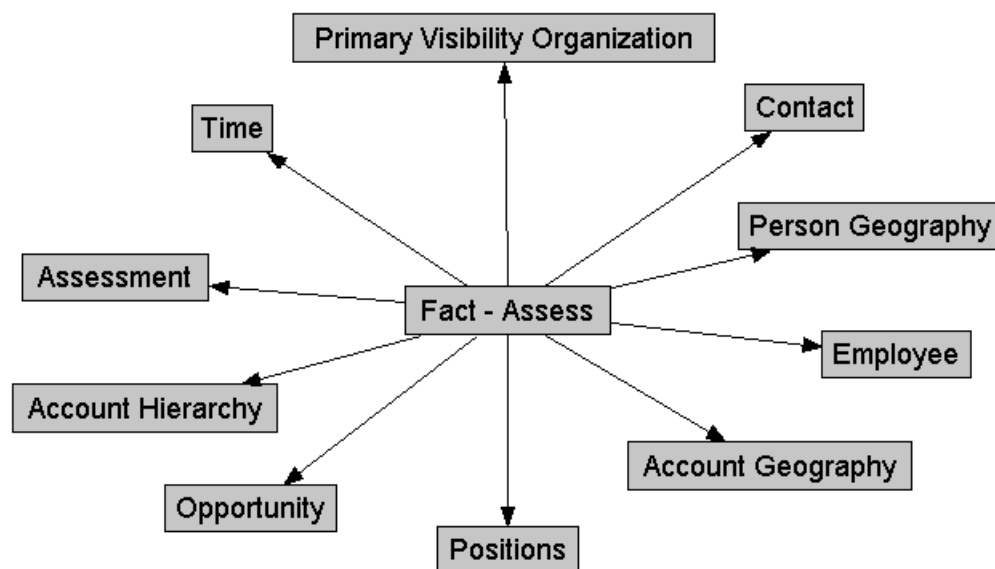 Primary Visibility Organization
Contact
Time
Person Geography
Assessment
Fact - Assess
Employee
Account Hierarchy
Account Geography
Opportunity
Positions